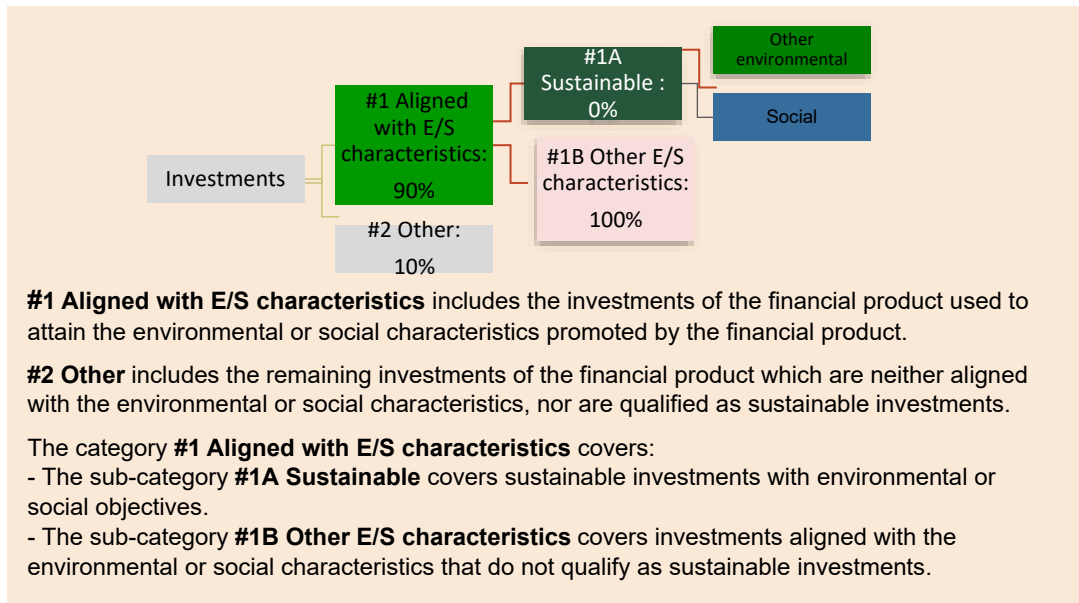 Other
environmental
#1A
Sustainable :
0%
Social
#1 Aligned
with E/S
characteristics:
90%
#1B Other E/S
characteristics:
100%
Investments
#2 Other:
10%
#1 Aligned with E/S characteristics includes the investments of the financial product used to
attain the environmental or social characteristics promoted by the financial product.
#2 Other includes the remaining investments of the financial product which are neither aligned
with the environmental or social characteristics, nor are qualified as sustainable investments.
The category #1 Aligned with E/S characteristics covers:
- The sub-category #1A Sustainable covers sustainable investments with environmental or
social objectives.
- The sub-category #1B Other E/S characteristics covers investments aligned with the
environmental or social characteristics that do not qualify as sustainable investments.